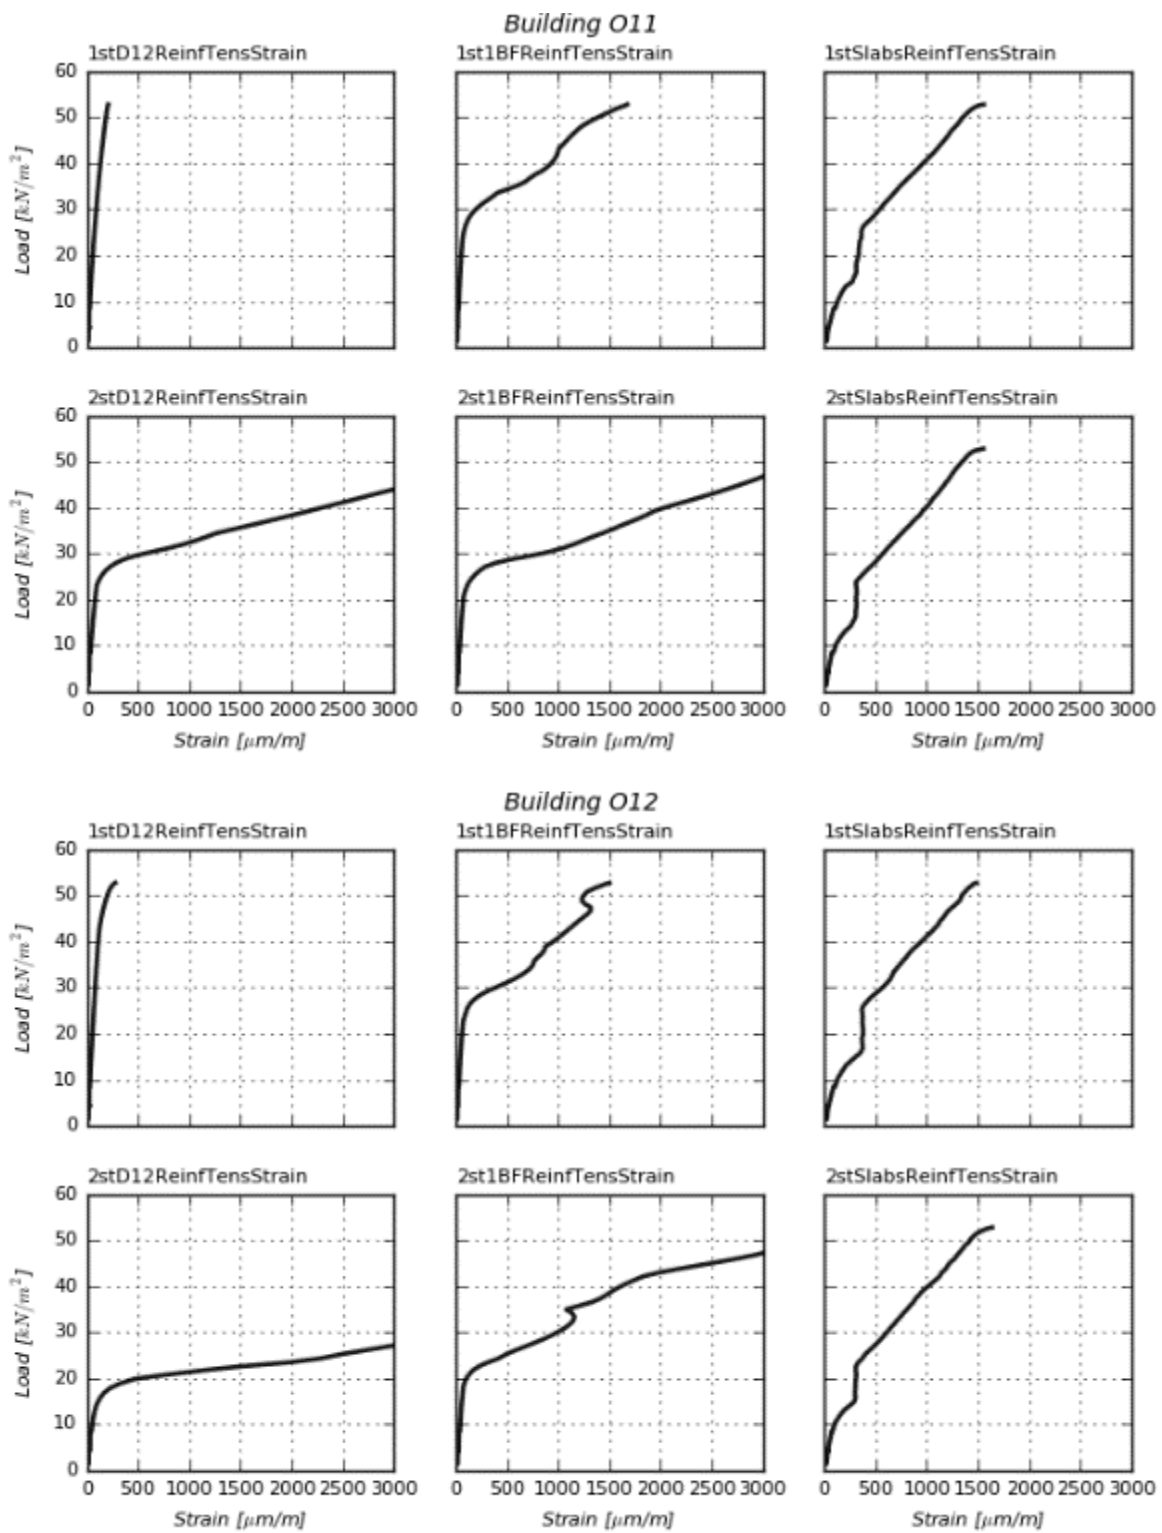 Building O11
1stD12ReinfTensStrain 1st1BFReinfTensStrain 1stSlabsReinfTensStrain
60
50
40
30
20
10
0
Load [kN/m²]
2stD12ReinfTensStrain 2st1BFReinfTensStrain 2stSlabsReinfTensStrain
60
50
40
30
20
10
0
Load [kN/m²]
0 500 1000 1500 2000 2500 3000 0 500 1000 1500 2000 2500 3000 0 500 1000 1500 2000 2500 3000
Strain [μm/m] Strain [μm/m] Strain [μm/m]
Building O12
1stD12ReinfTensStrain 1st1BFReinfTensStrain 1stSlabsReinfTensStrain
60
50
40
30
20
10
0
Load [kN/m²]
2stD12ReinfTensStrain 2st1BFReinfTensStrain 2stSlabsReinfTensStrain
60
50
40
30
20
10
0
Load [kN/m²]
0 500 1000 1500 2000 2500 3000 0 500 1000 1500 2000 2500 3000 0 500 1000 1500 2000 2500 3000
Strain [μm/m] Strain [μm/m] Strain [μm/m]